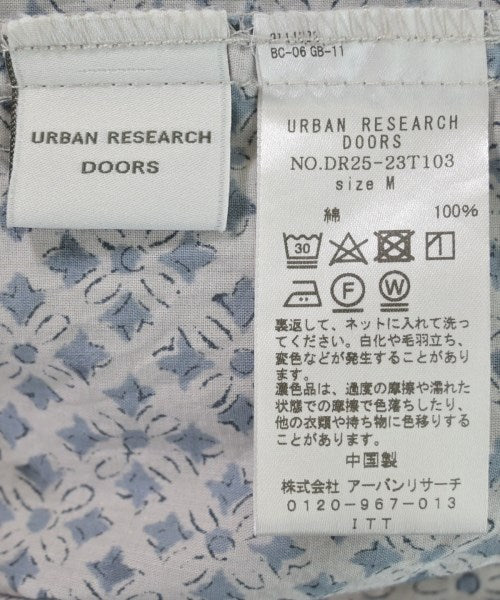 URBAN RESEARCH
DOORS
BC-06 GB-11
URBAN RESEARCH
DOORS
NO.DR25-23T103
size M
綿 100%
30
F
W
裏返して、ネットに入れて洗っ
てください。白化や毛羽立ち、
変色などが発生することがあり
ます。
濃色品は、過度の摩擦や濡れた
状態での摩擦で色落ちしたり、
他の衣類や持ち物に色移りする
ことがあります。
中国製
株式会社 アーバンリサーチ
0120-967-013
ITT